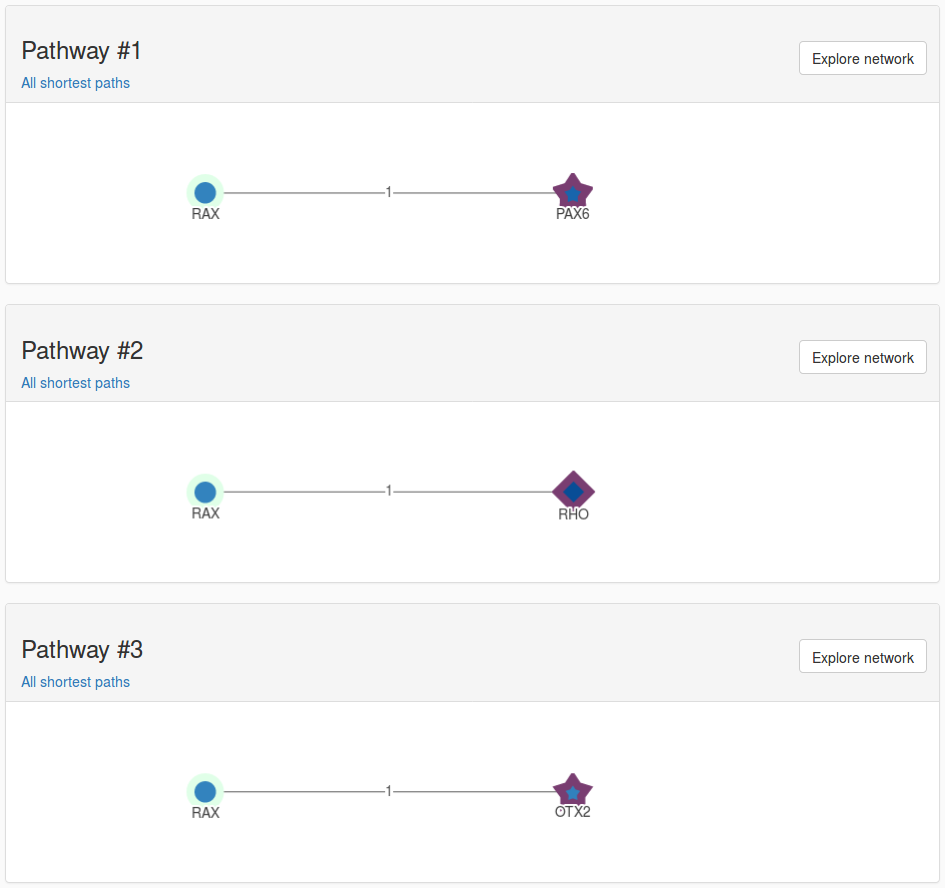 Pathway #1
Explore network
All shortest paths
1
RAX
PAX6
Pathway #2
Explore network
All shortest paths
1
RAX
RHO
Pathway #3
Explore network
All shortest paths
1
RAX
OTX2